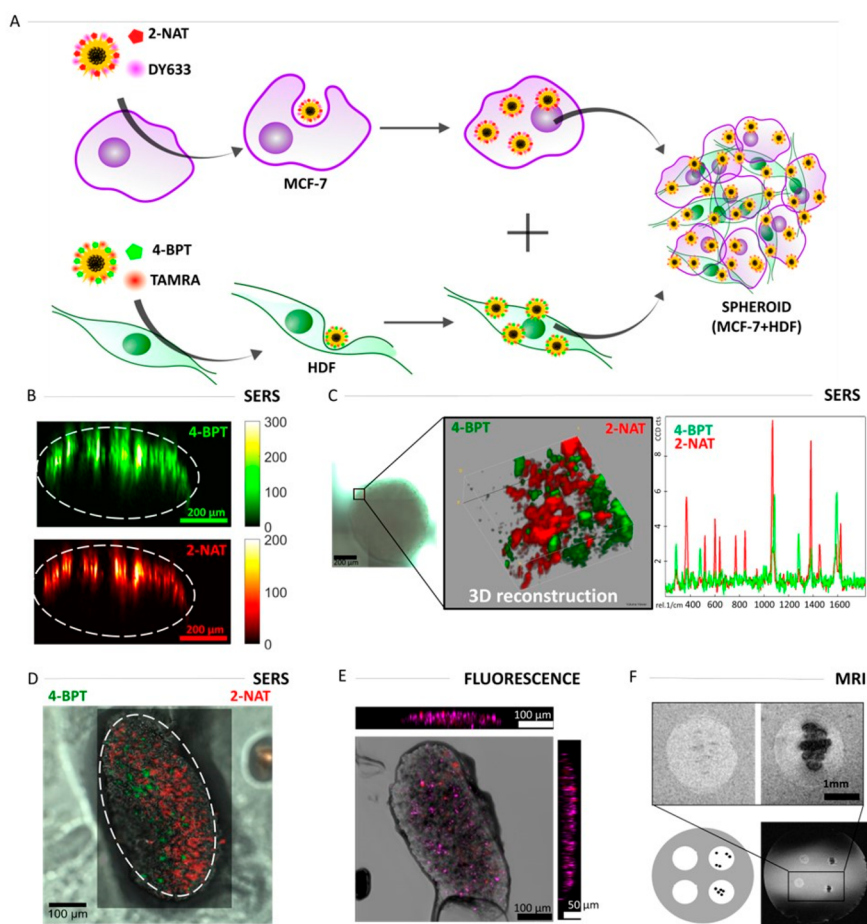 A
2-NAT
DY633
MCF-7
4-BPT
TAMRA
HDF
SPHEROID
(MCF-7+HDF)
B
SERS
4-BPT
200 µm
300
200
100
0
2-NAT
200 µm
200
100
0
C
SERS
200 µm
4-BPT
2-NAT
3D reconstruction
CCD cts
8
6
4
2
4-BPT
2-NAT
rel.1/cm
400
600
800
1000
1200
1400
1600
D
SERS
4-BPT
2-NAT
100 µm
E
FLUORESCENCE
100 µm
100 µm
50 µm
F
MRI
1mm